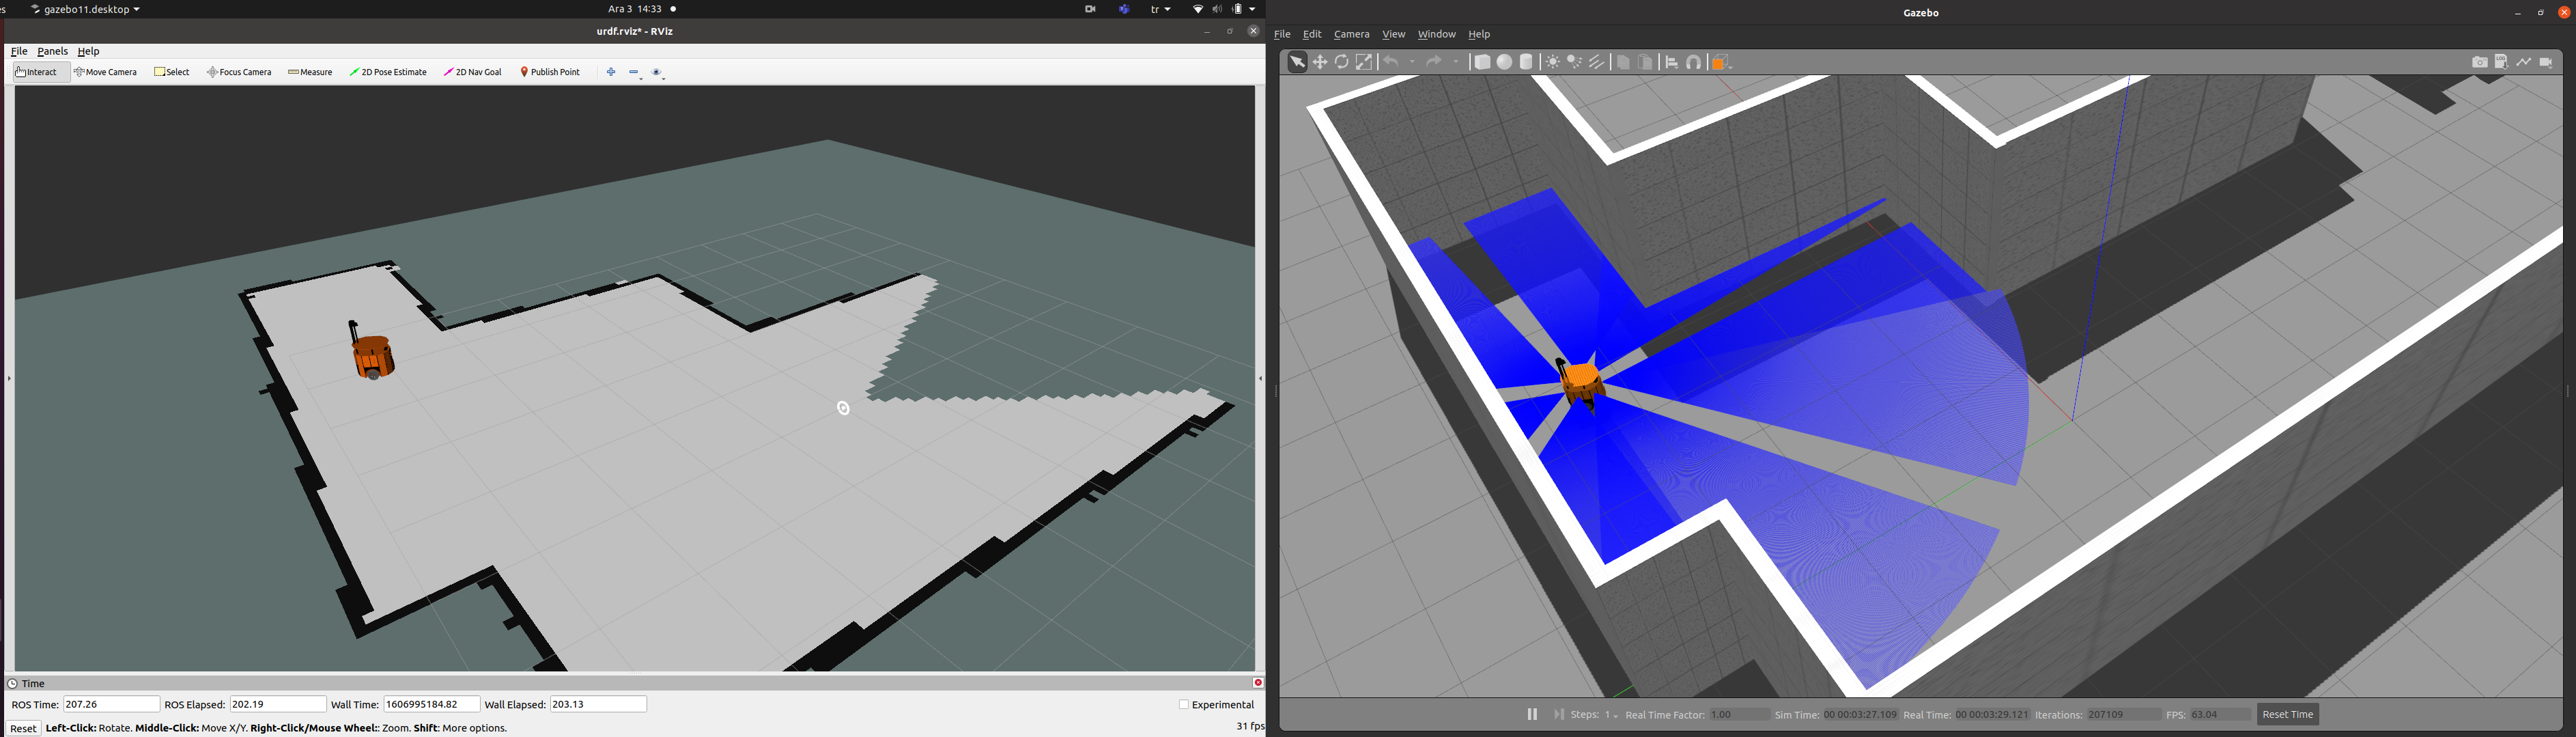 es gazebo11.desktop Ara 3 14:33 tr
urdf.rviz* - RViz
File Panels Help
Interact Move Camera Select Focus Camera Measure 2D Pose Estimate 2D Nav Goal Publish Point
Time
ROS Time: 207.26 ROS Elapsed: 202.19 Wall Time: 1606995184.82 Wall Elapsed: 203.13 Experimental
Reset Left-Click: Rotate. Middle-Click: Move X/Y. Right-Click/Mouse Wheel:: Zoom. Shift: More options. 31 fps
Gazebo
File Edit Camera View Window Help
LOG
Steps: 1 Real Time Factor: 1.00 Sim Time: 00 00:03:27.109 Real Time: 00 00:03:29.121 Iterations: 207109 FPS: 63.04 Reset Time